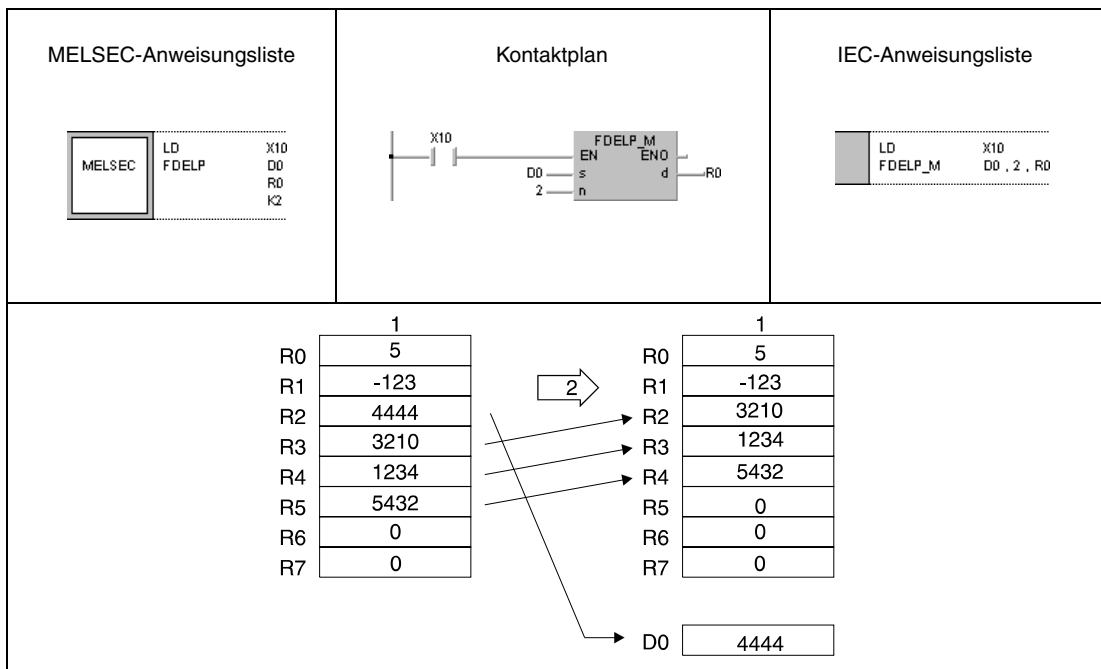 MELSEC-Anweisungsliste
Kontaktplan
IEC-Anweisungsliste
MELSEC
LD X10
FDELP D0
R0
K2
X10
FDELP_M
EN ENO
D0 s d R0
2 n
LD X10
FDELP_M D0 , 2 , R0
1 1
R0 5 R0 5
R1 -123 2 R1 -123
R2 4444 R2 3210
R3 3210 R3 1234
R4 1234 R4 5432
R5 5432 R5 0
R6 0 R6 0
R7 0 R7 0
D0 4444